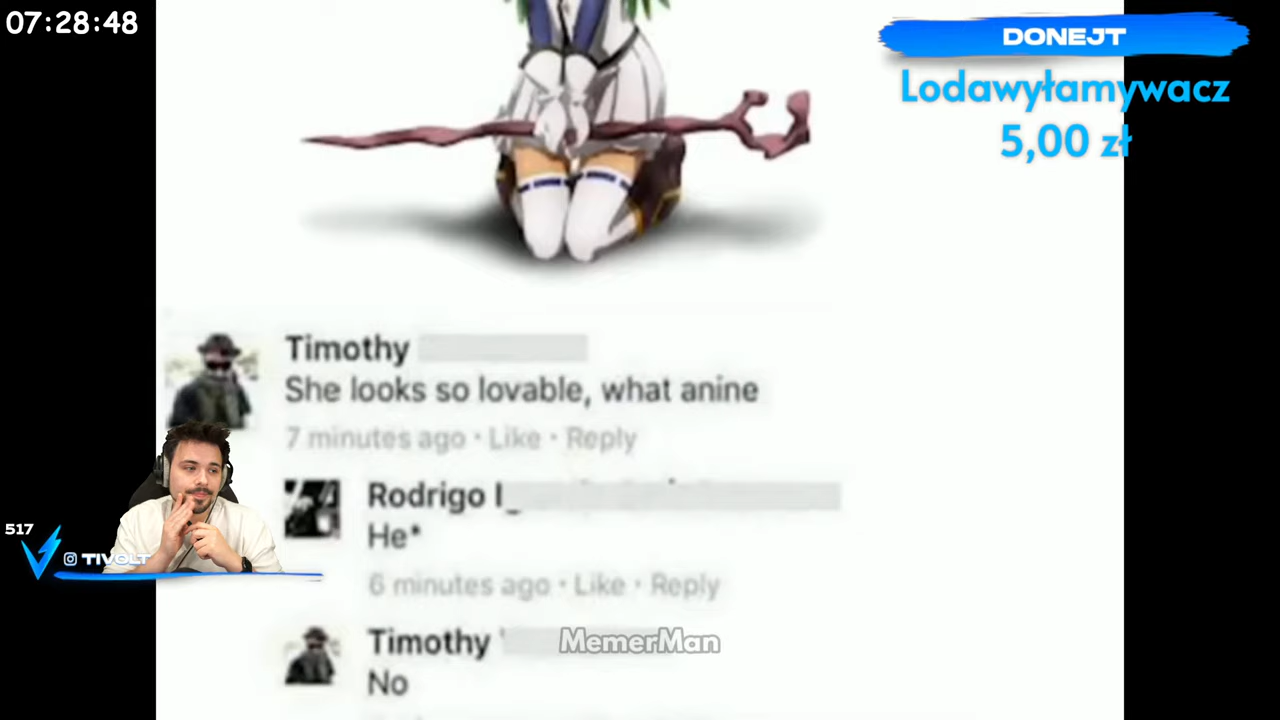 07:28:48
DONEJT
Lodawyłamywacz
5,00 zł
Timothy
She looks so lovable, what anine
7 minutes ago · Like · Reply
Rodrigo I_
He*
6 minutes ago · Like · Reply
517
TIVOLT
Timothy
MemerMan
No